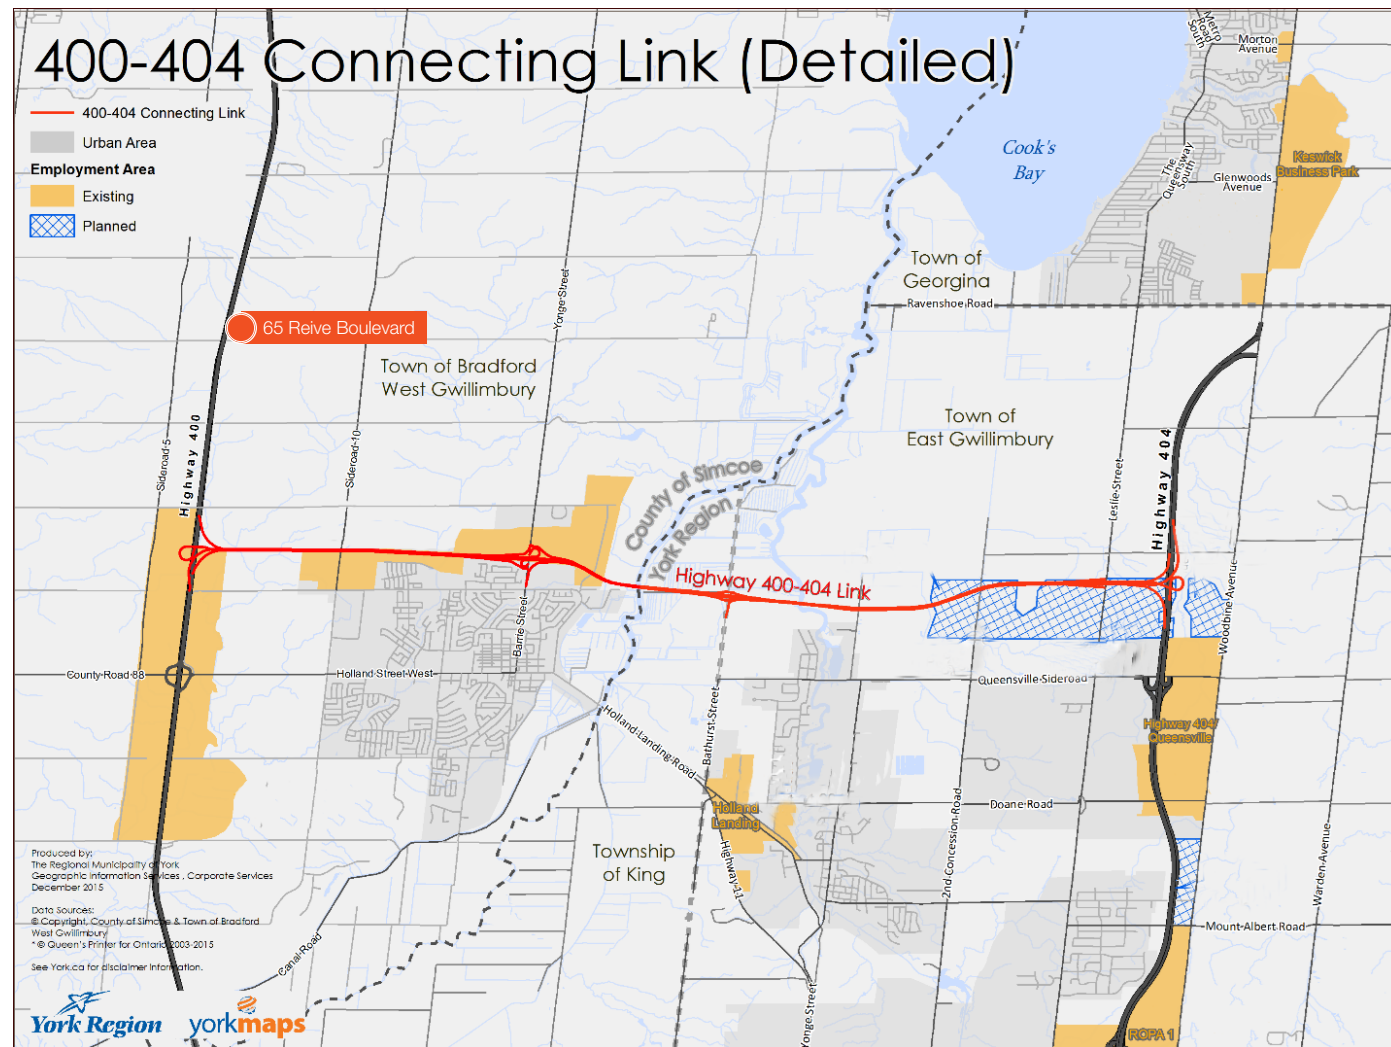 400-404 Connecting Link (Detailed)
400-404 Connecting Link
Urban Area
Employment Area
Existing
Planned
Metro
Road
South
Morton
Avenue
Cook's
Bay
The
Queensway
South
Glenwoods
Avenue
Keswick
Business Park
Town of
Georgina
Ravenshoe Road
Yonge Street
65 Reive Boulevard
Town of Bradford
West Gwillimbury
Town of
East Gwillimbury
Sideroad 5
Highway 400
Sideroad 10
County of Simcoe
York Region
Leslie Street
Highway 404
Highway 400-404 Link
Woodbine Avenue
Barrie Street
County Road 88
Holland Street West
Queensville Sideroad
Bathurst Street
Holland Landing Road
Highway 404/
Queensville
Holland
Landing
Doane Road
2nd Concession Road
Warden Avenue
Township
of King
Highway 11
Mount Albert Road
Canal Road
Yonge Street
ROPA 1
Produced by:
The Regional Municipality of York
Geographic Information Services , Corporate Services
December 2015
Data Sources:
© Copyright, County of Simcoe & Town of Bradford
West Gwillimbury
* © Queen's Printer for Ontario 2003-2015
See York.ca for disclaimer information.
York Region
yorkmaps